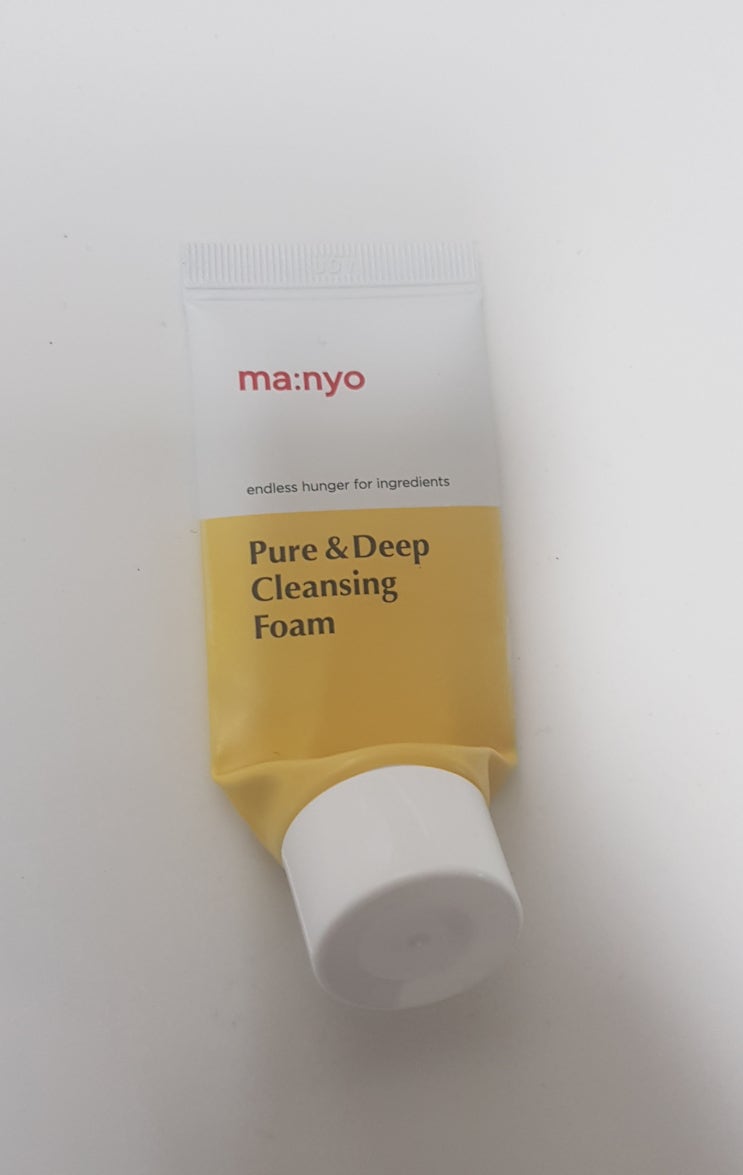 ma:nyo
endless hunger for ingredients
Pure & Deep
Cleansing
Foam